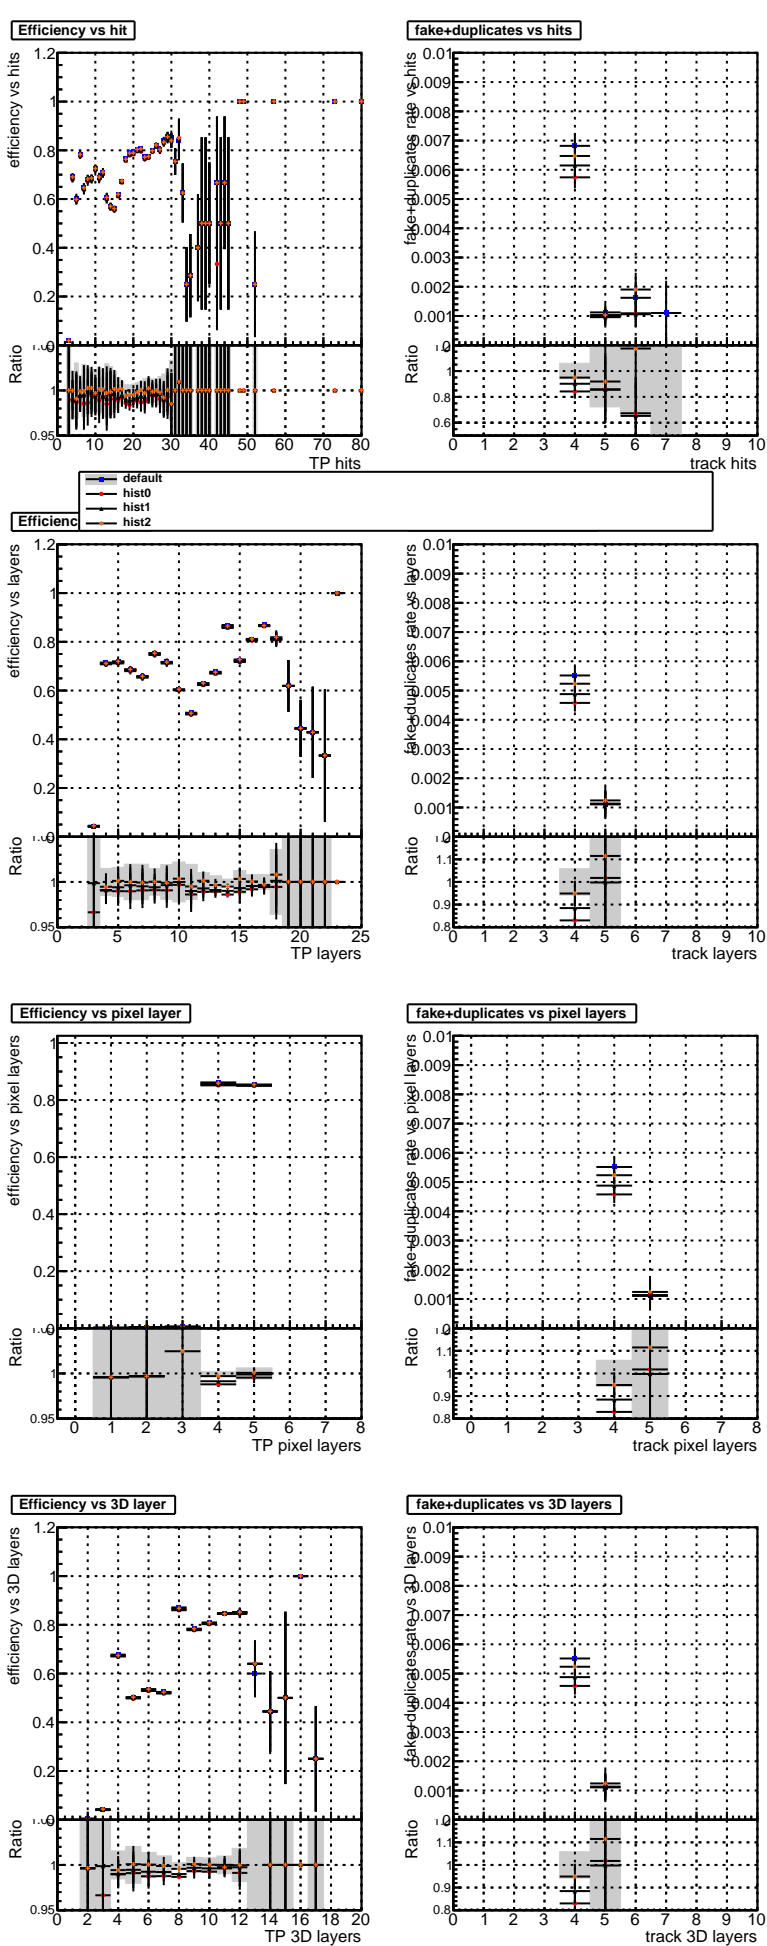 Efficiency vs hit
efficiency vs hits
1.2
1
0.8
0.6
0.4
0.2
Ratio
1
0.95
0 10 20 30 40 50 60 70 80
TP hits
fake+duplicates vs hits
fake+duplicates rate vs hits
0.01
0.009
0.008
0.007
0.006
0.005
0.004
0.003
0.002
0.001
Ratio
1
0.8
0.6
0 1 2 3 4 5 6 7 8 9 10
track hits
default
hist0
hist1
hist2
Efficienc
efficiency vs layers
1.2
1
0.8
0.6
0.4
0.2
Ratio
1
0.95
0 5 10 15 20 25
TP layers
fake+duplicates rate vs layers
0.01
0.009
0.008
0.007
0.006
0.005
0.004
0.003
0.002
0.001
Ratio
1.1
1
0.9
0.8
0 1 2 3 4 5 6 7 8 9 10
track layers
Efficiency vs pixel layer
efficiency vs pixel layers
1
0.8
0.6
0.4
0.2
Ratio
1
0.95
0 1 2 3 4 5 6 7 8
TP pixel layers
fake+duplicates vs pixel layers
fake+duplicates rate vs pixel layers
0.01
0.009
0.008
0.007
0.006
0.005
0.004
0.003
0.002
0.001
Ratio
1.1
1
0.9
0.8
0 1 2 3 4 5 6 7 8
track pixel layers
Efficiency vs 3D layer
efficiency vs 3D layers
1.2
1
0.8
0.6
0.4
0.2
Ratio
1
0.95
0 2 4 6 8 10 12 14 16 18 20
TP 3D layers
fake+duplicates vs 3D layers
fake+duplicates rate vs 3D layers
0.01
0.009
0.008
0.007
0.006
0.005
0.004
0.003
0.002
0.001
Ratio
1.1
1
0.9
0.8
0 1 2 3 4 5 6 7 8 9 10
track 3D layers